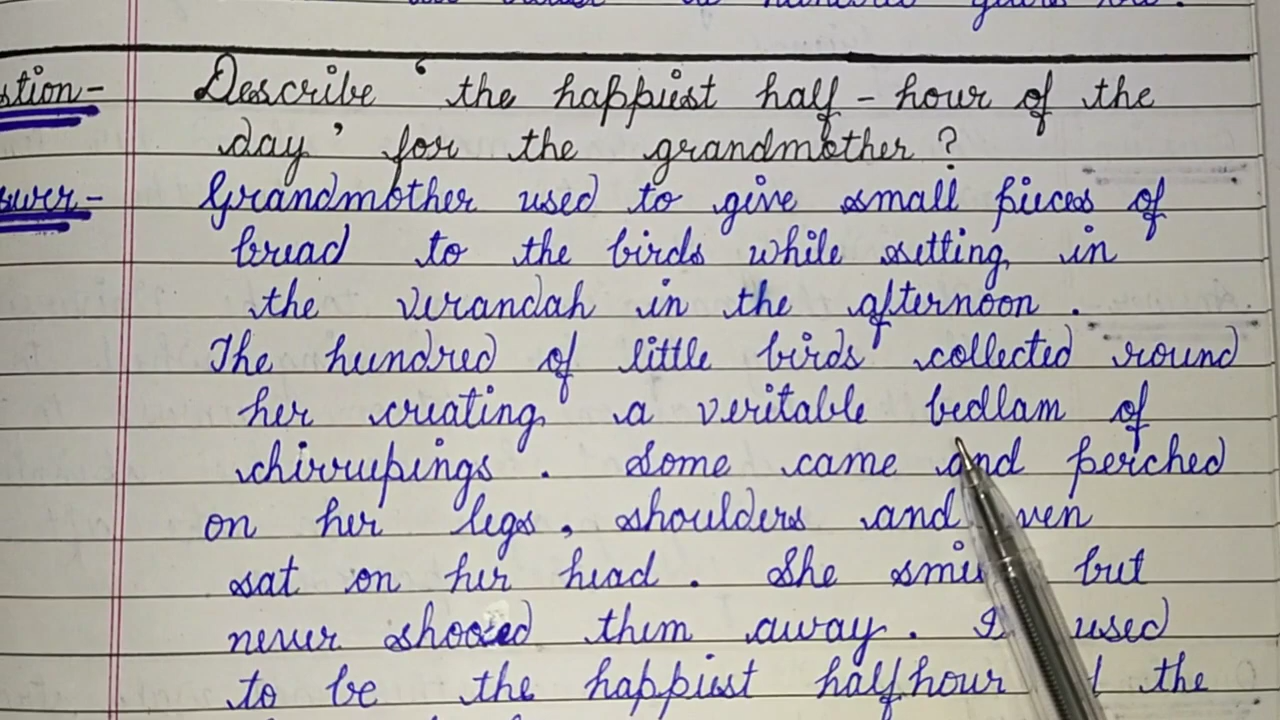 stion-
Describe 'the happiest half-hour of the
day' for the grandmother?
swer-
Grandmother used to give small pieces of
bread to the birds while setting in
the verandah in the afternoon.
The hundred of little birds collected round
her creating a veritable bedlam of
chirrupings. Some came and perched
on her legs, shoulders and even
sat on her head. She but
never shooed them away. used
to be the happiest half hour the